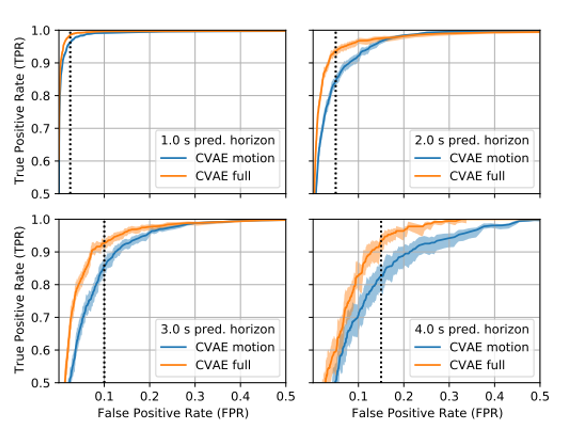 True Positive Rate (TPR)
1.0
0.9
0.8
0.7
0.6
0.5
1.0 s pred. horizon
CVAE motion
CVAE full
2.0 s pred. horizon
CVAE motion
CVAE full
True Positive Rate (TPR)
1.0
0.9
0.8
0.7
0.6
0.5
3.0 s pred. horizon
CVAE motion
CVAE full
0.1 0.2 0.3 0.4 0.5
False Positive Rate (FPR)
4.0 s pred. horizon
CVAE motion
CVAE full
0.1 0.2 0.3 0.4 0.5
False Positive Rate (FPR)